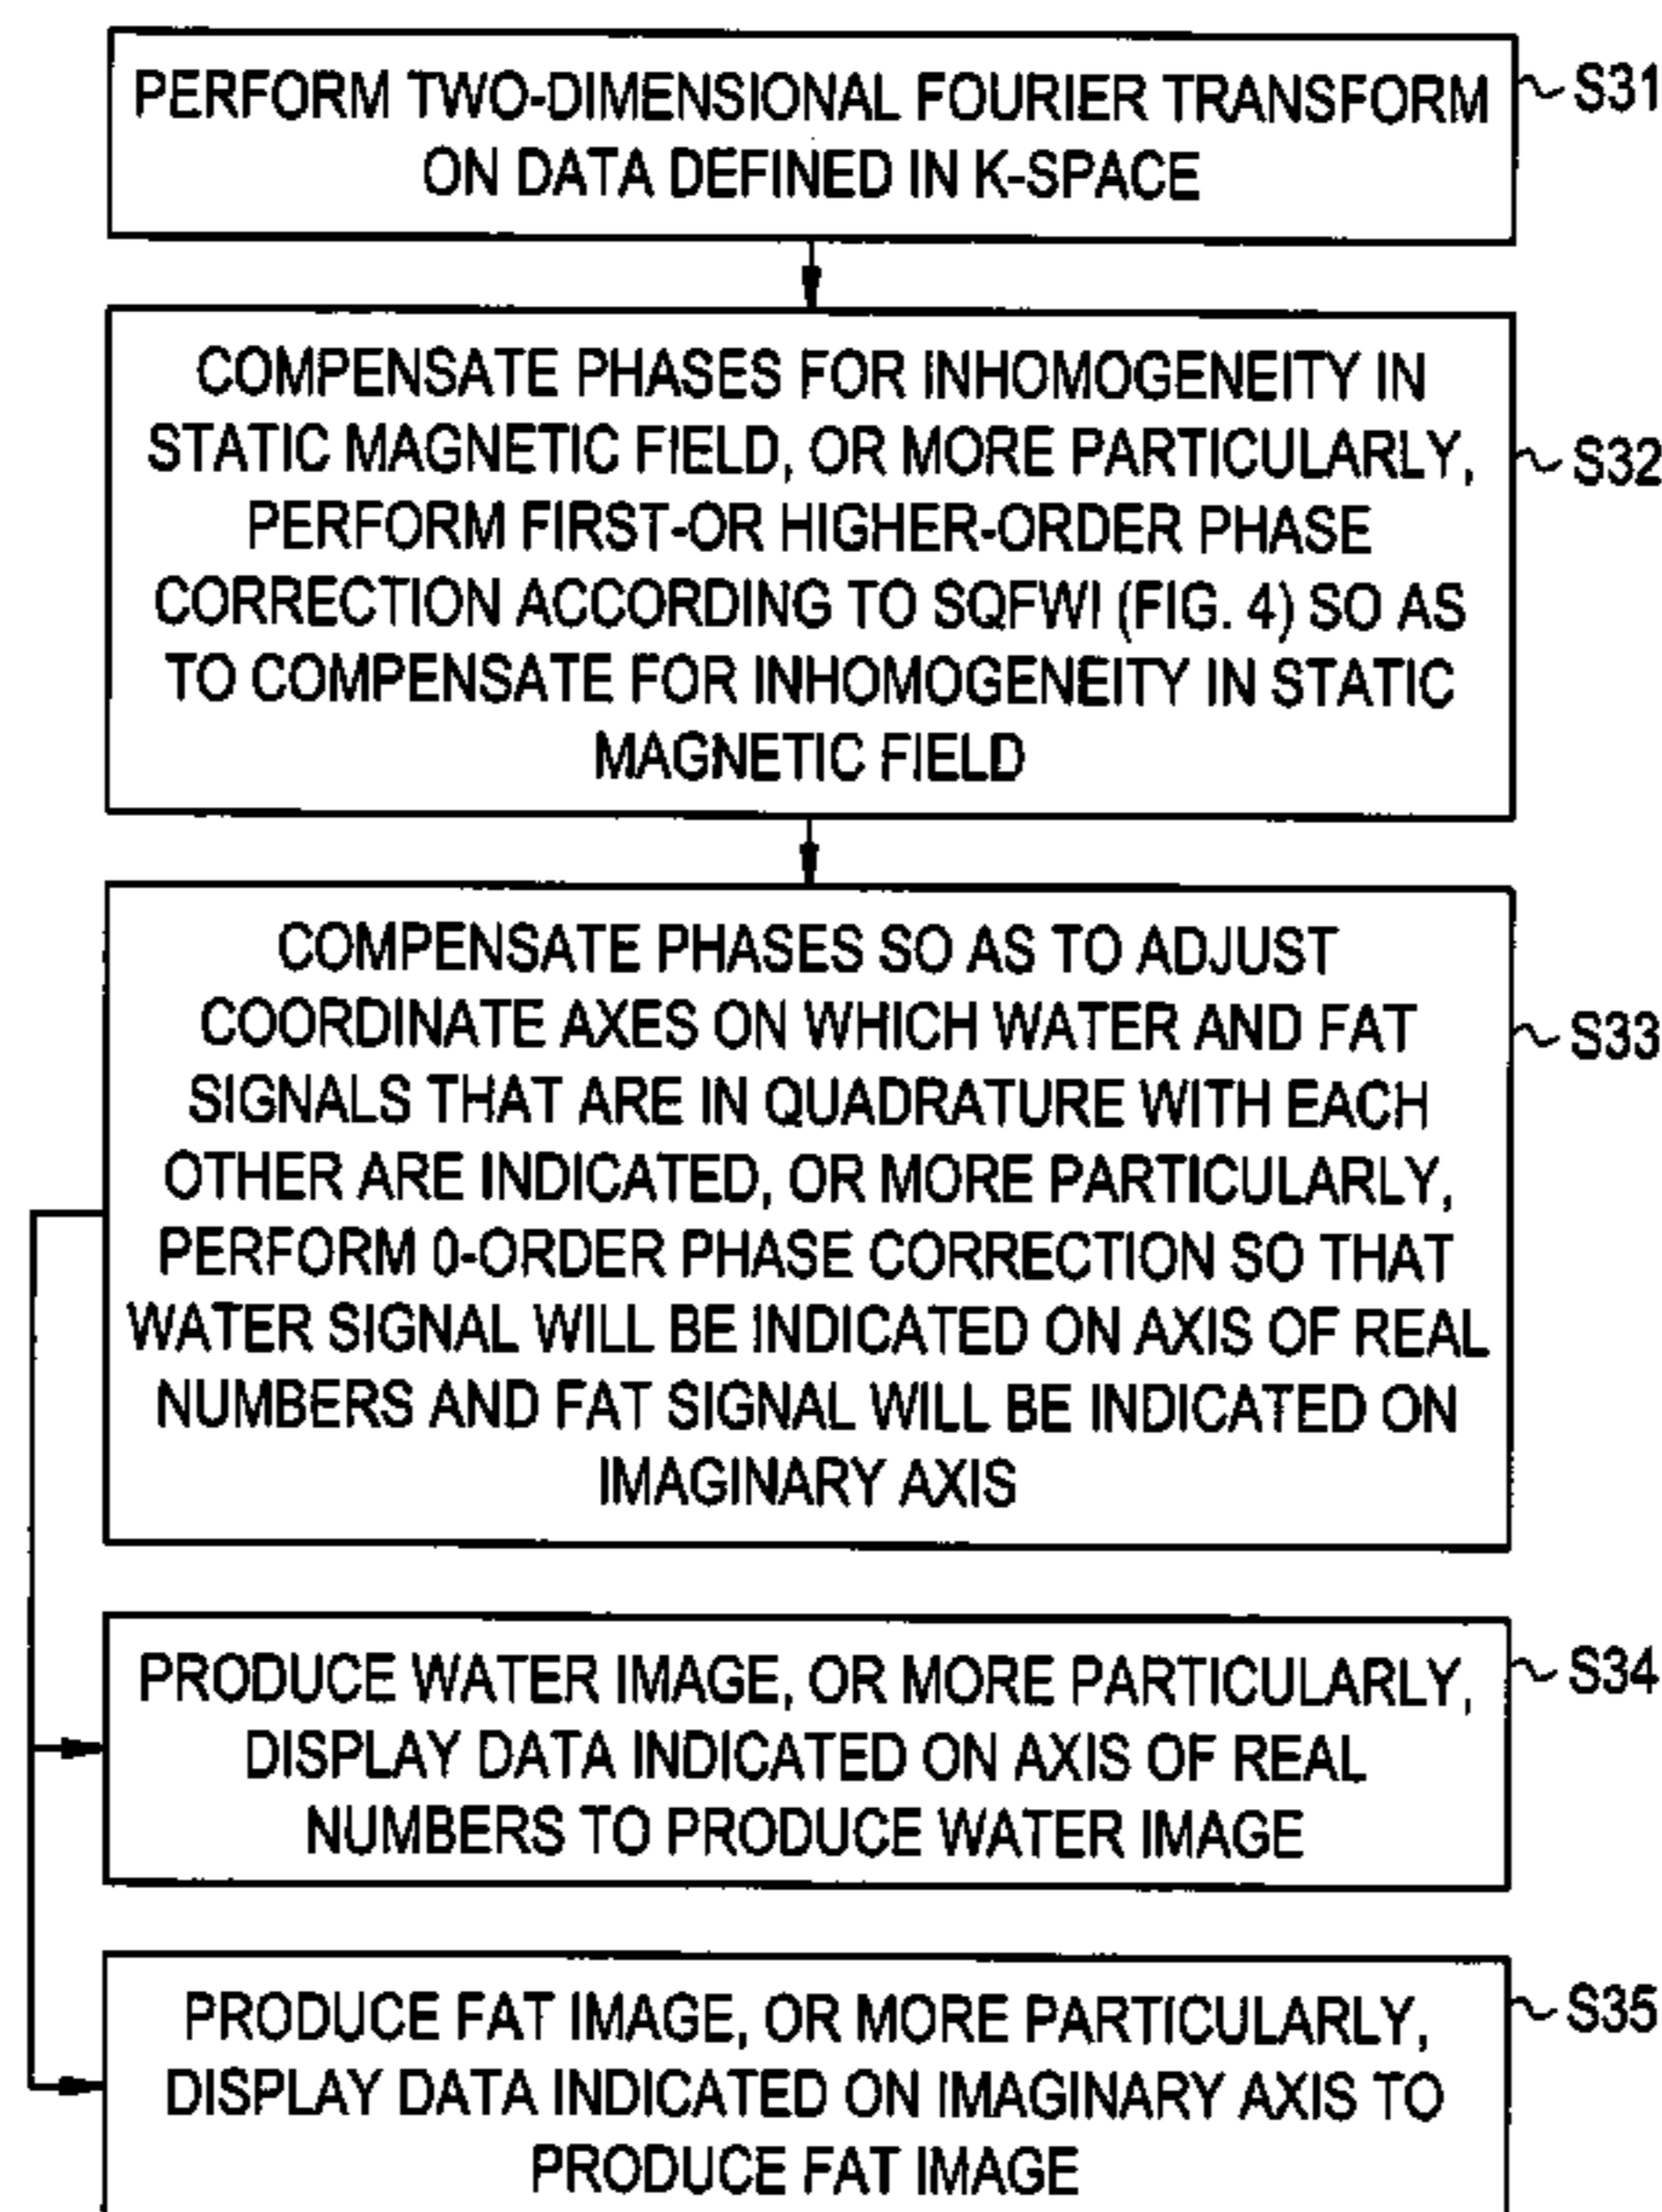 PERFORM TWO-DIMENSIONAL FOURIER TRANSFORM
ON DATA DEFINED IN K-SPACE
S31
COMPENSATE PHASES FOR INHOMOGENEITY IN
STATIC MAGNETIC FIELD, OR MORE PARTICULARLY,
PERFORM FIRST-OR HIGHER-ORDER PHASE
CORRECTION ACCORDING TO SQFWI (FIG. 4) SO AS
TO COMPENSATE FOR INHOMOGENEITY IN STATIC
MAGNETIC FIELD
S32
COMPENSATE PHASES SO AS TO ADJUST
COORDINATE AXES ON WHICH WATER AND FAT
SIGNALS THAT ARE IN QUADRATURE WITH EACH
OTHER ARE INDICATED, OR MORE PARTICULARLY,
PERFORM 0-ORDER PHASE CORRECTION SO THAT
WATER SIGNAL WILL BE INDICATED ON AXIS OF REAL
NUMBERS AND FAT SIGNAL WILL BE INDICATED ON
IMAGINARY AXIS
S33
PRODUCE WATER IMAGE, OR MORE PARTICULARLY,
DISPLAY DATA INDICATED ON AXIS OF REAL
NUMBERS TO PRODUCE WATER IMAGE
S34
PRODUCE FAT IMAGE, OR MORE PARTICULARLY,
DISPLAY DATA INDICATED ON IMAGINARY AXIS TO
PRODUCE FAT IMAGE
S35